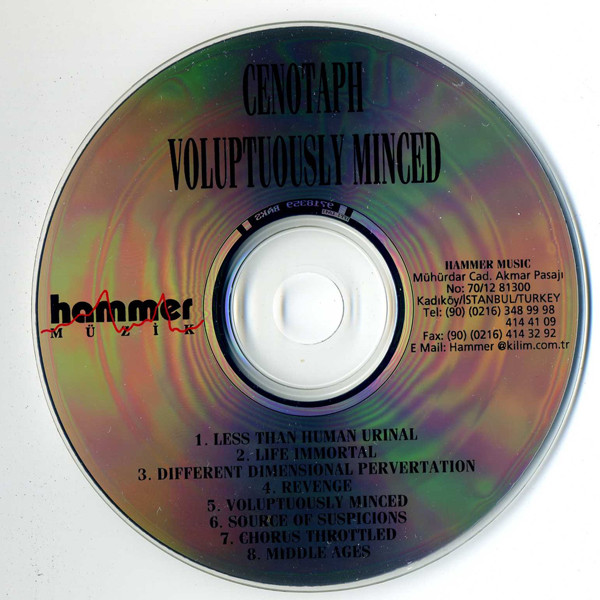 CENOTAPH
VOLUPTUOUSLY MINCED
hammer
MÜZİK
HAMMER MUSIC
Mühürdar Cad. Akmar Pasajı
No: 70/12 81300
Kadıköy/İSTANBUL/TURKEY
Tel: (90) (0216) 348 99 98
414 41 09
Fax: (90) (0216) 414 32 92
E Mail: Hammer @kilim.com.tr
1. LESS THAN HUMAN URINAL
2. LIFE IMMORTAL
3. DIFFERENT DIMENSIONAL PERVERTATION
4. REVENGE
5. VOLUPTUOUSLY MINCED
6. SOURCE OF SUSPICIONS
7. CHORUS THROTTLED
8. MIDDLE AGES